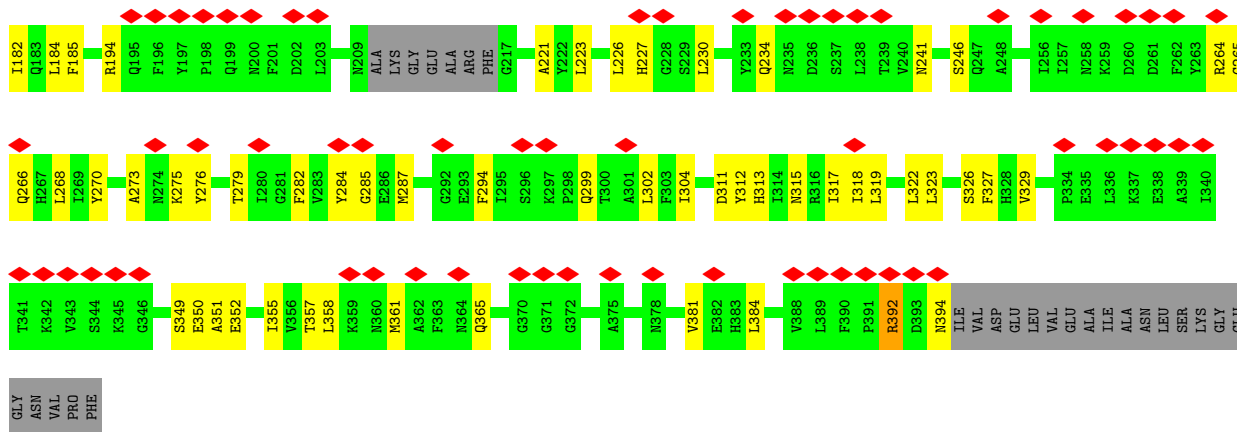 I182 Q183 L184 F185 R194 Q195 F196 Y197 P198 Q199 N200 F201 D202 L203 N209 ALA LYS GLY GLU ALA ARG PHE G217 A221 Y222 L223 L226 H227 G228 S229 L230 Y233 Q234 N235 D236 S237 L238 T239 V240 N241 S246 Q247 A248 I256 I257 N258 K259 D260 D261 F262 Y263 R264 G265
Q266 H267 L268 I269 Y270 A273 N274 K275 Y276 T279 I280 G281 F282 V283 Y284 G285 E286 M287 G292 E293 F294 I295 S296 K297 P298 Q299 T300 A301 L302 F303 I304 D311 Y312 H313 I314 N315 R316 I317 I318 L319 L322 L323 S326 F327 H328 V329 P334 E335 L336 K337 E338 A339 I340
T341 K342 V343 S344 K345 G346 S349 E350 A351 E352 I355 V356 T357 L358 K359 N360 M361 A362 F363 N364 Q365 G370 G371 G372 A375 N378 V381 E382 H383 L384 V388 L389 F390 P391 R392 D393 N394 ILE VAL ASP GLU LEU VAL GLU ALA ILE ALA ASN LEU SER LYS GLY GLU
GLY ASN VAL PRO PHE